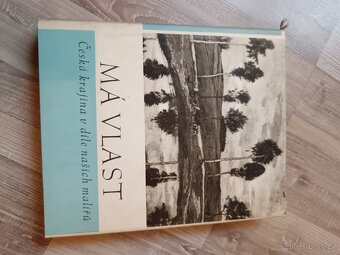 MÁ VLAST
Česká krajina v díle našich malířů